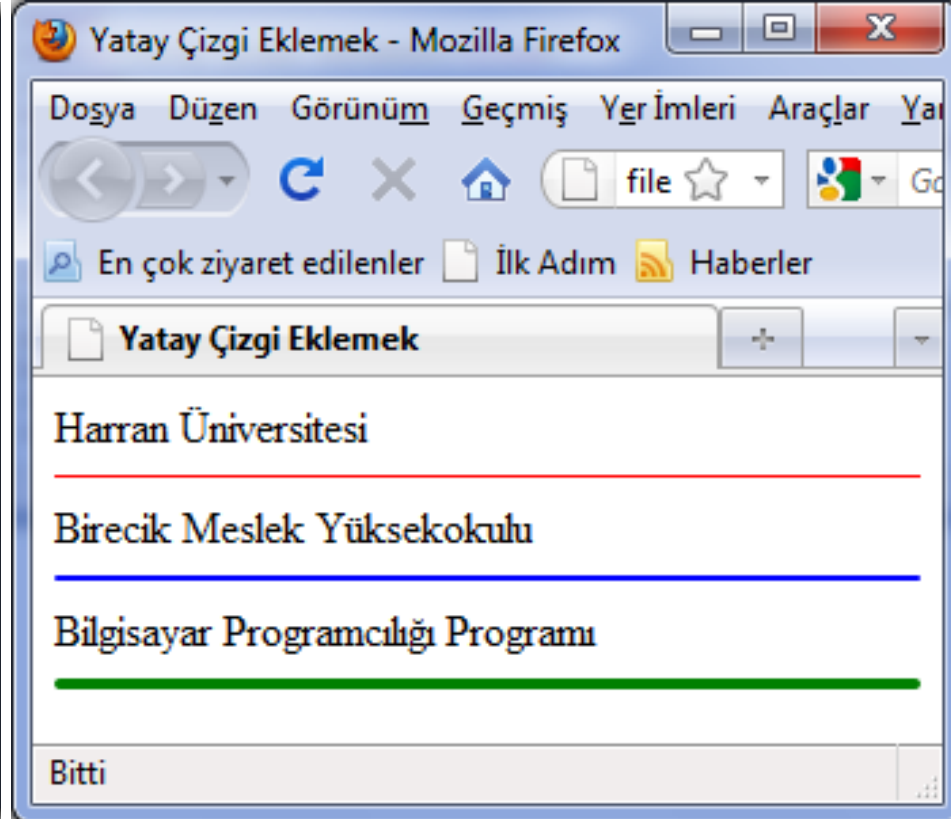 Yatay Çizgi Eklemek - Mozilla Firefox
Dosya Düzen Görünüm Geçmiş Yer İmleri Araçlar
file
En çok ziyaret edilenler İlk Adım Haberler
Yatay Çizgi Eklemek
Harran Üniversitesi
Birecik Meslek Yüksekokulu
Bilgisayar Programcılığı Programı
Bitti